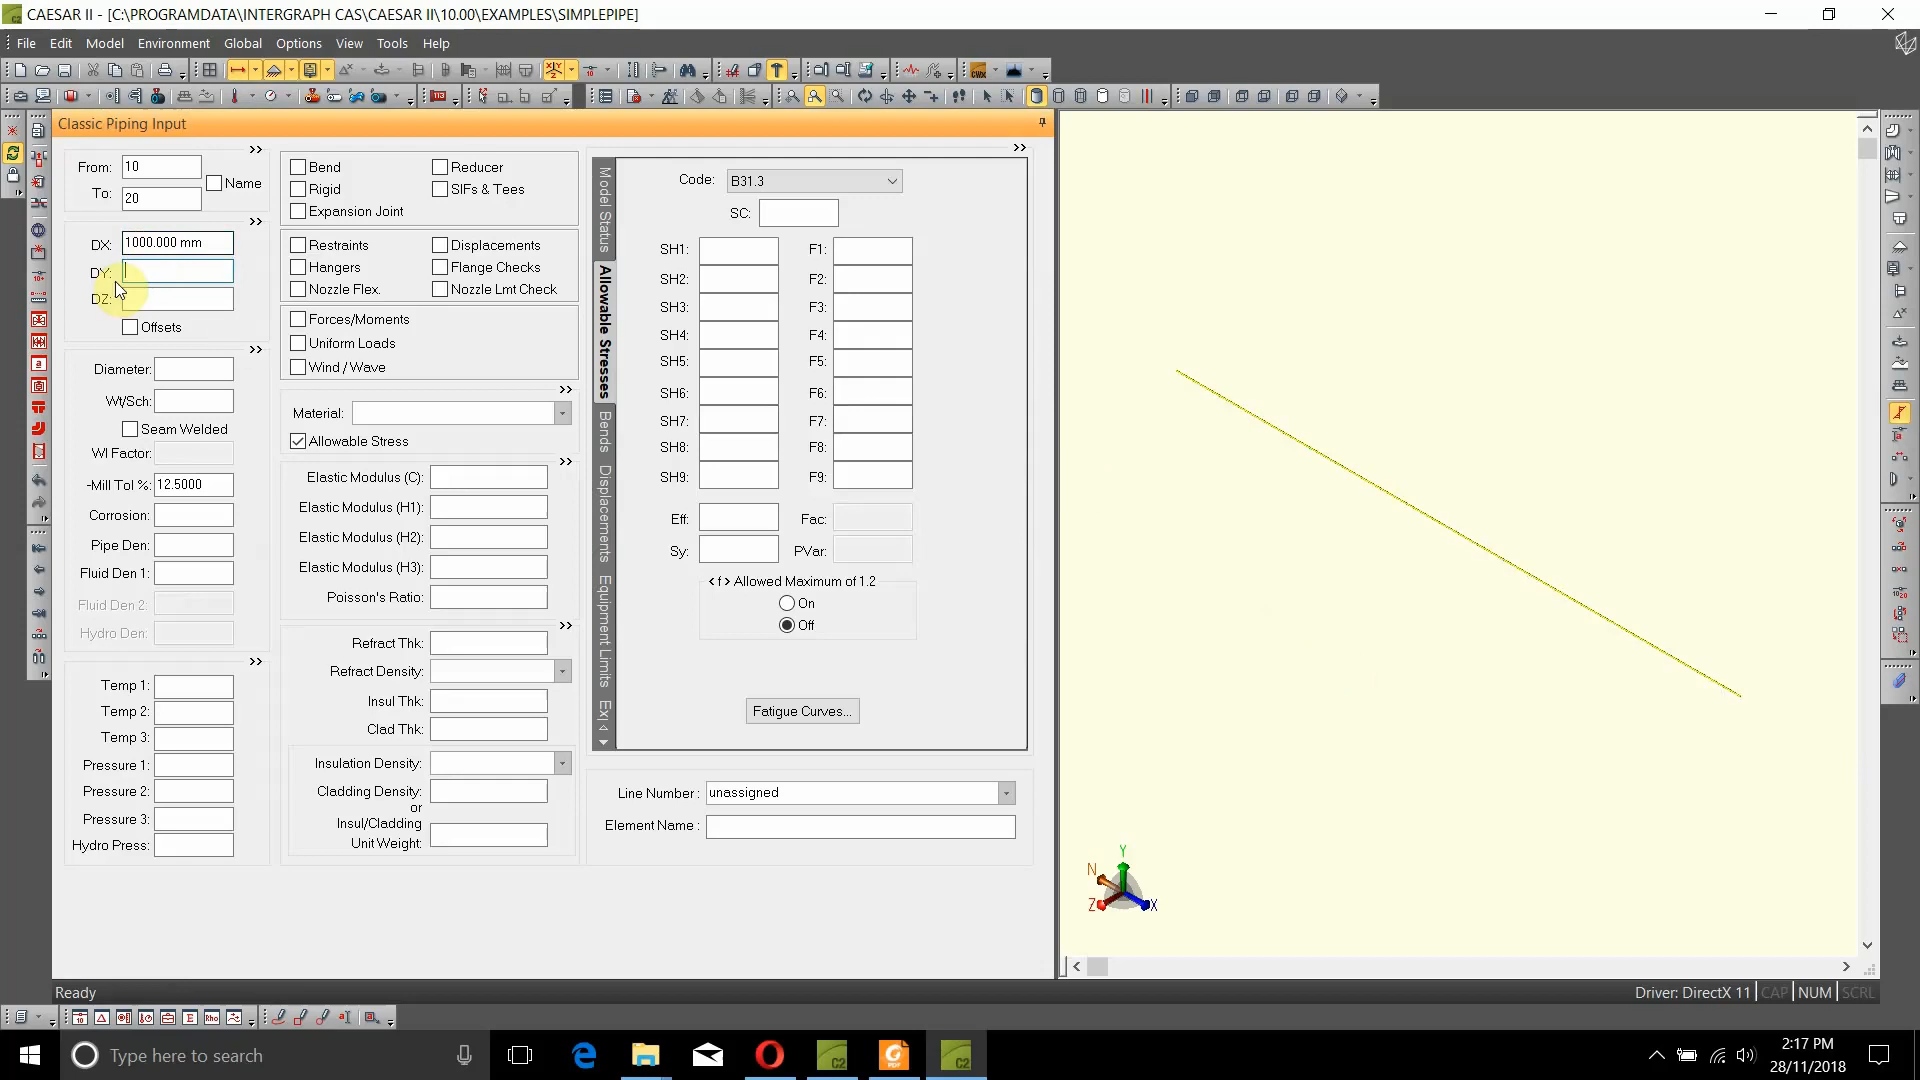 CAESAR II - [C:\PROGRAMDATA\INTERGRAPH CAS\CAESAR II\10.00\EXAMPLES\SIMPLEPIPE]
File Edit Model Environment Global Options View Tools Help
Classic Piping Input
From: 10
To: 20
Name
DX: 1000.000 mm
DY:
DZ:
Offsets
Diameter:
Wt/Sch:
Seam Welded
WI Factor:
-Mill Tol %: 12.5000
Corrosion:
Pipe Den:
Fluid Den 1:
Fluid Den 2:
Hydro Den:
Temp 1:
Temp 2:
Temp 3:
Pressure 1:
Pressure 2:
Pressure 3:
Hydro Press:
Bend Reducer
Rigid SIFs & Tees
Expansion Joint
Restraints Displacements
Hangers Flange Checks
Nozzle Flex. Nozzle Lmt Check
Forces/Moments
Uniform Loads
Wind / Wave
Material:
Allowable Stress
Elastic Modulus (C):
Elastic Modulus (H1):
Elastic Modulus (H2):
Elastic Modulus (H3):
Poisson's Ratio:
Refract Thk:
Refract Density:
Insul Thk:
Clad Thk:
Insulation Density:
Cladding Density:
or
Insul/Cladding
Unit Weight:
Model Status
Allowable Stresses
Bends
Displacements
Equipment Limits
Ex
Code: B31.3
SC:
SH1: F1:
SH2: F2:
SH3: F3:
SH4: F4:
SH5: F5:
SH6: F6:
SH7: F7:
SH8: F8:
SH9: F9:
Eff: Fac:
Sy: PVar:
< f > Allowed Maximum of 1.2
On
Off
Fatigue Curves...
Line Number : unassigned
Element Name :
Y
N
Z X
Ready
Driver: DirectX 11 CAP NUM SCRL
Type here to search
2:17 PM
28/11/2018